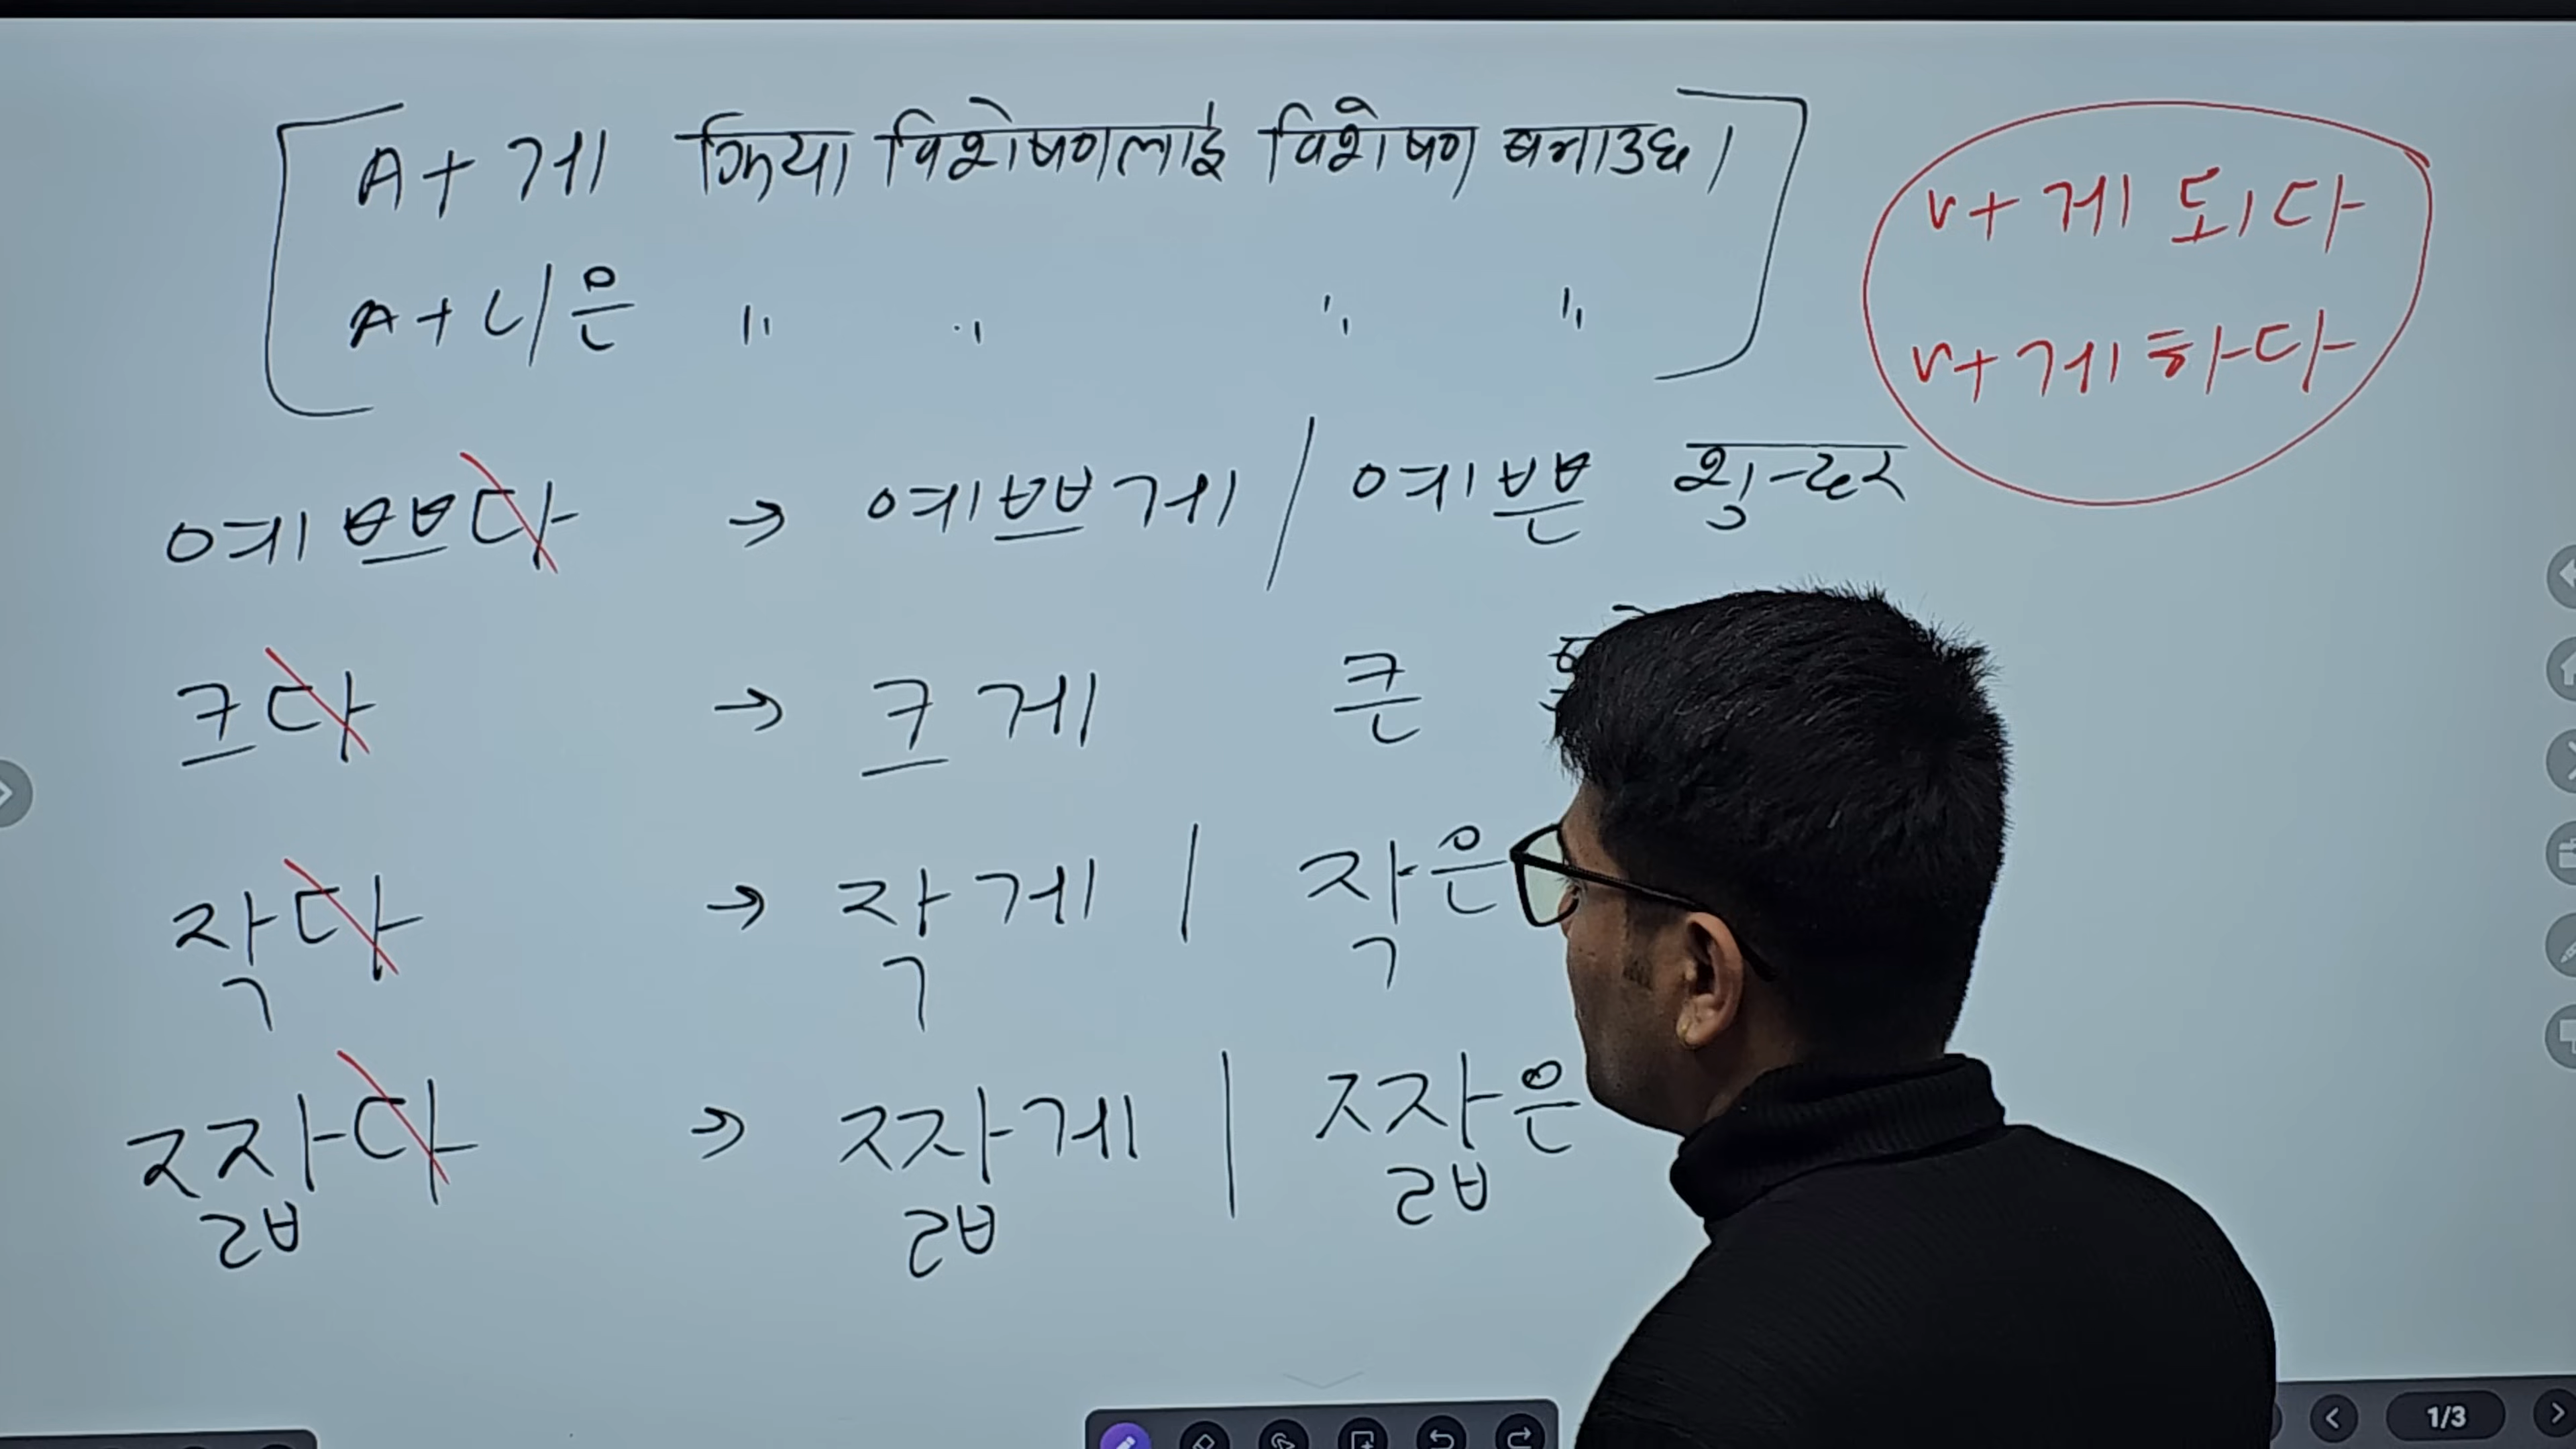 A + 게 क्रिया विशेषणलाई विशेषण बनाउछ।
A + ㄴ/은 " " " "
V + 게 되다
V + 게 하다
예쁘다 → 예쁘게 / 예쁜 शुन्दर
크다 → 크게 큰
작다 → 작게 | 작은
짧다 → 짧게 | 짧은
1/3